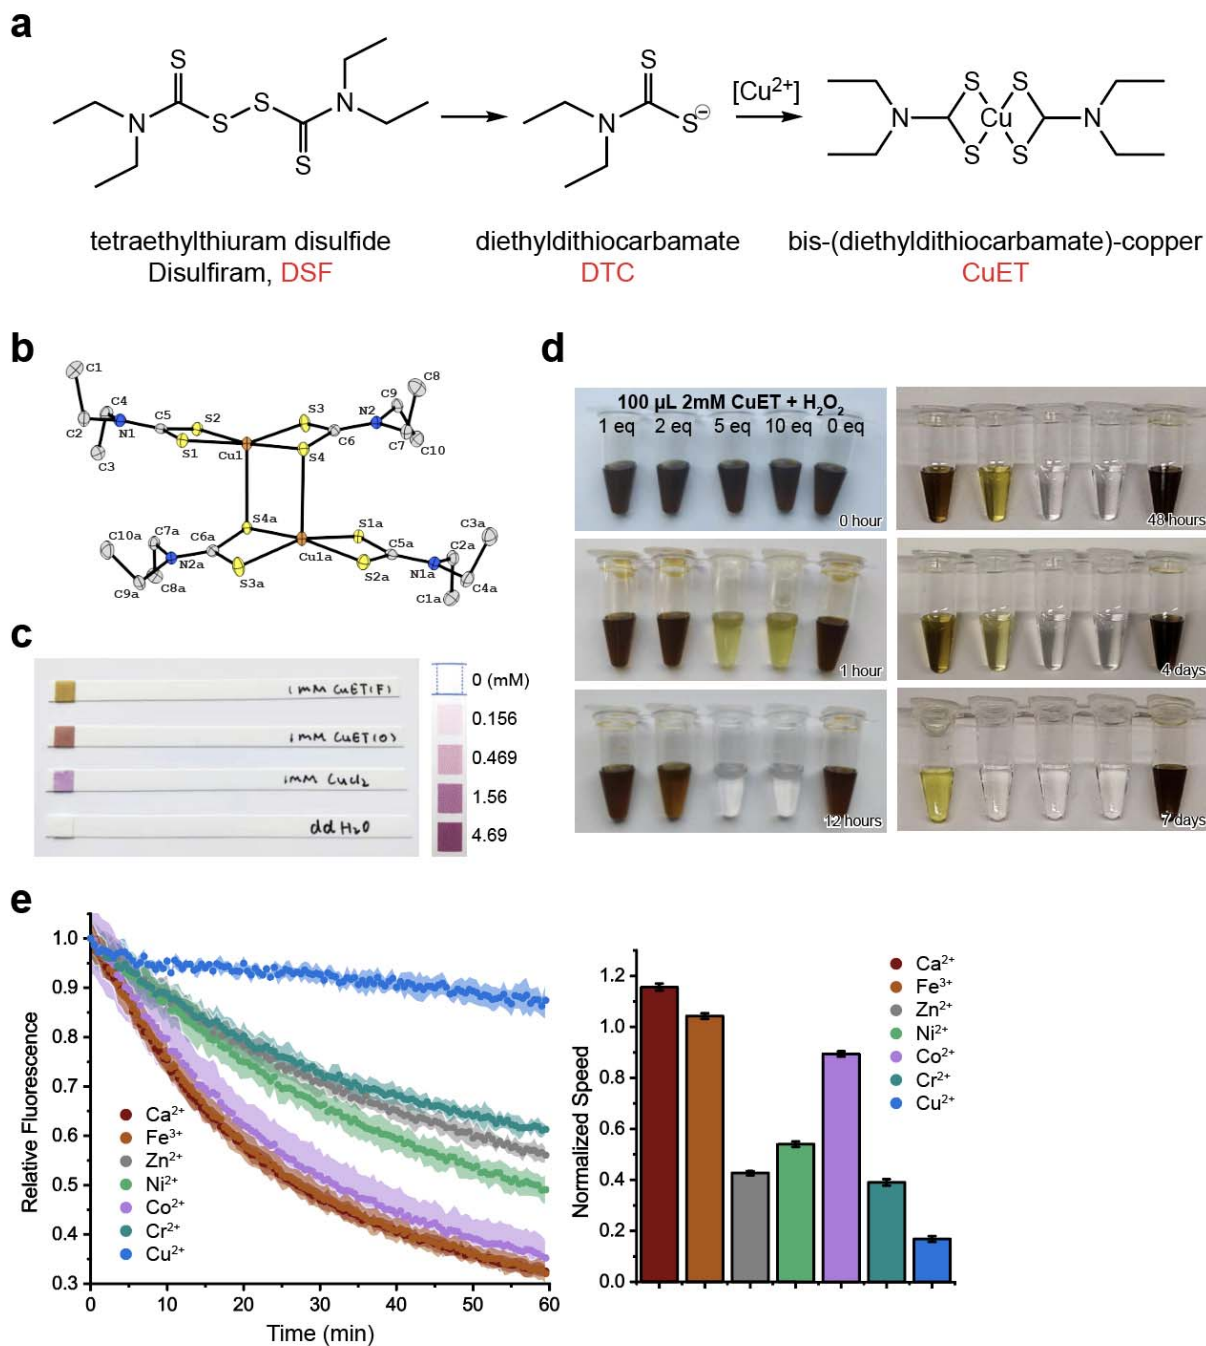 a
S
S
S
S
N
N
S
S⊖
N
[Cu²⁺]
S
S
N
Cu
N
S
S
tetraethylthiuram disulfide
Disulfiram, DSF
diethyldithiocarbamate
DTC
bis-(diethyldithiocarbamate)-copper
CuET
b
C1
C4
C2
N1
C3
C5
S2
S1
Cu1
S3
S4
C6
N2
C9
C8
C7
C10
C10a
C7a
C6a
S4a
N2a
C9a
C8a
S3a
Cu1a
S1a
C5a
S2a
N1a
C3a
C2a
C4a
C1a
c
1mM CuET(F)
1mM CuET(O)
1mM CuCl₂
ddH₂O
0 (mM)
0.156
0.469
1.56
4.69
d
100 µL 2mM CuET + H₂O₂
1 eq 2 eq 5 eq 10 eq 0 eq
0 hour
1 hour
12 hours
48 hours
4 days
7 days
e
Relative Fluorescence
1.0
0.9
0.8
0.7
0.6
0.5
0.4
0.3
Ca²⁺
Fe³⁺
Zn²⁺
Ni²⁺
Co²⁺
Cr²⁺
Cu²⁺
0 10 20 30 40 50 60
Time (min)
Normalized Speed
1.2
1.0
0.8
0.6
0.4
0.2
0.0
Ca²⁺
Fe³⁺
Zn²⁺
Ni²⁺
Co²⁺
Cr²⁺
Cu²⁺